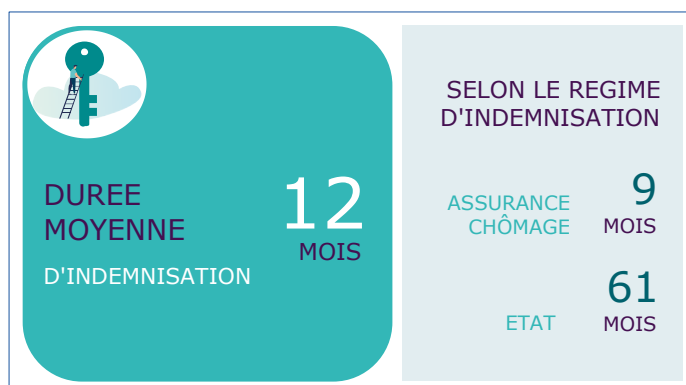 DUREE
MOYENNE
D'INDEMNISATION
12
MOIS
SELON LE REGIME
D'INDEMNISATION
ASSURANCE
CHÔMAGE
9
MOIS
ETAT
61
MOIS